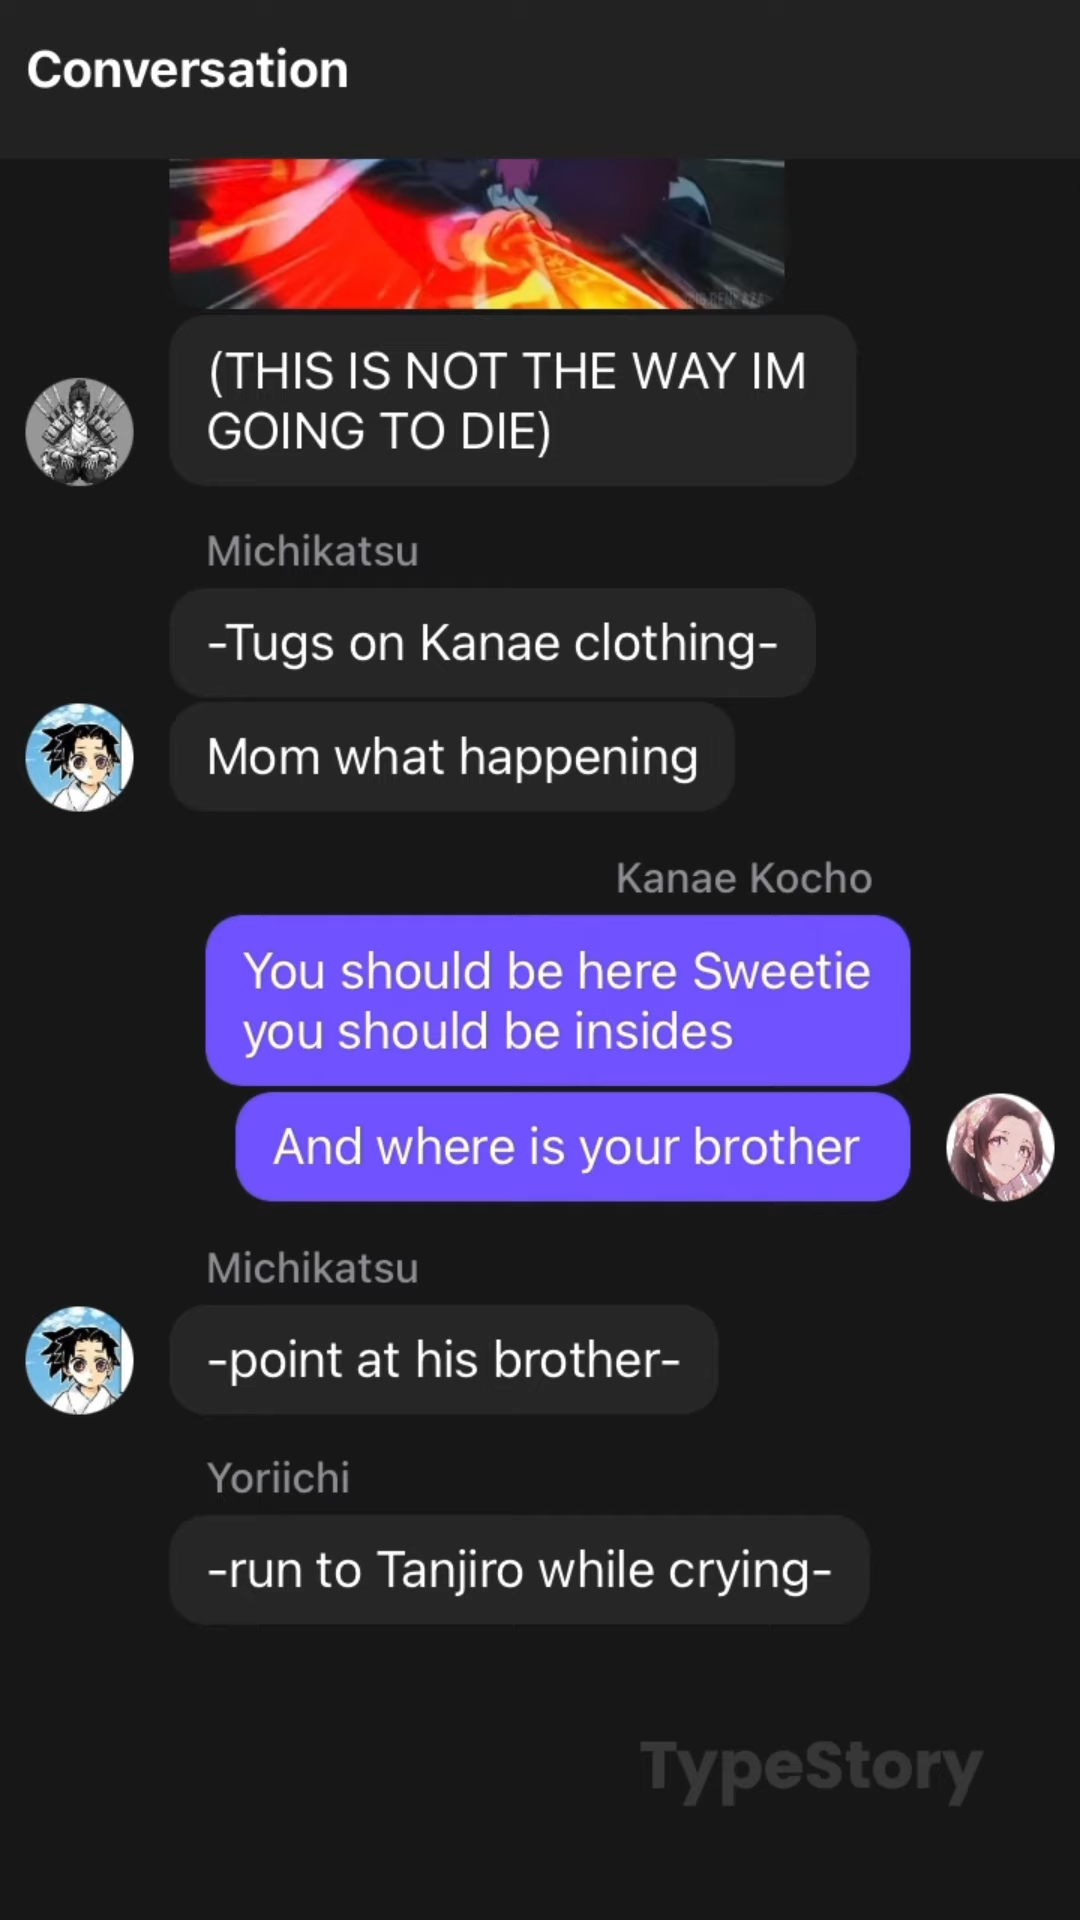 Conversation
(THIS IS NOT THE WAY IM
GOING TO DIE)
Michikatsu
-Tugs on Kanae clothing-
Mom what happening
Kanae Kocho
You should be here Sweetie
you should be insides
And where is your brother
Michikatsu
-point at his brother-
Yoriichi
-run to Tanjiro while crying-
TypeStory